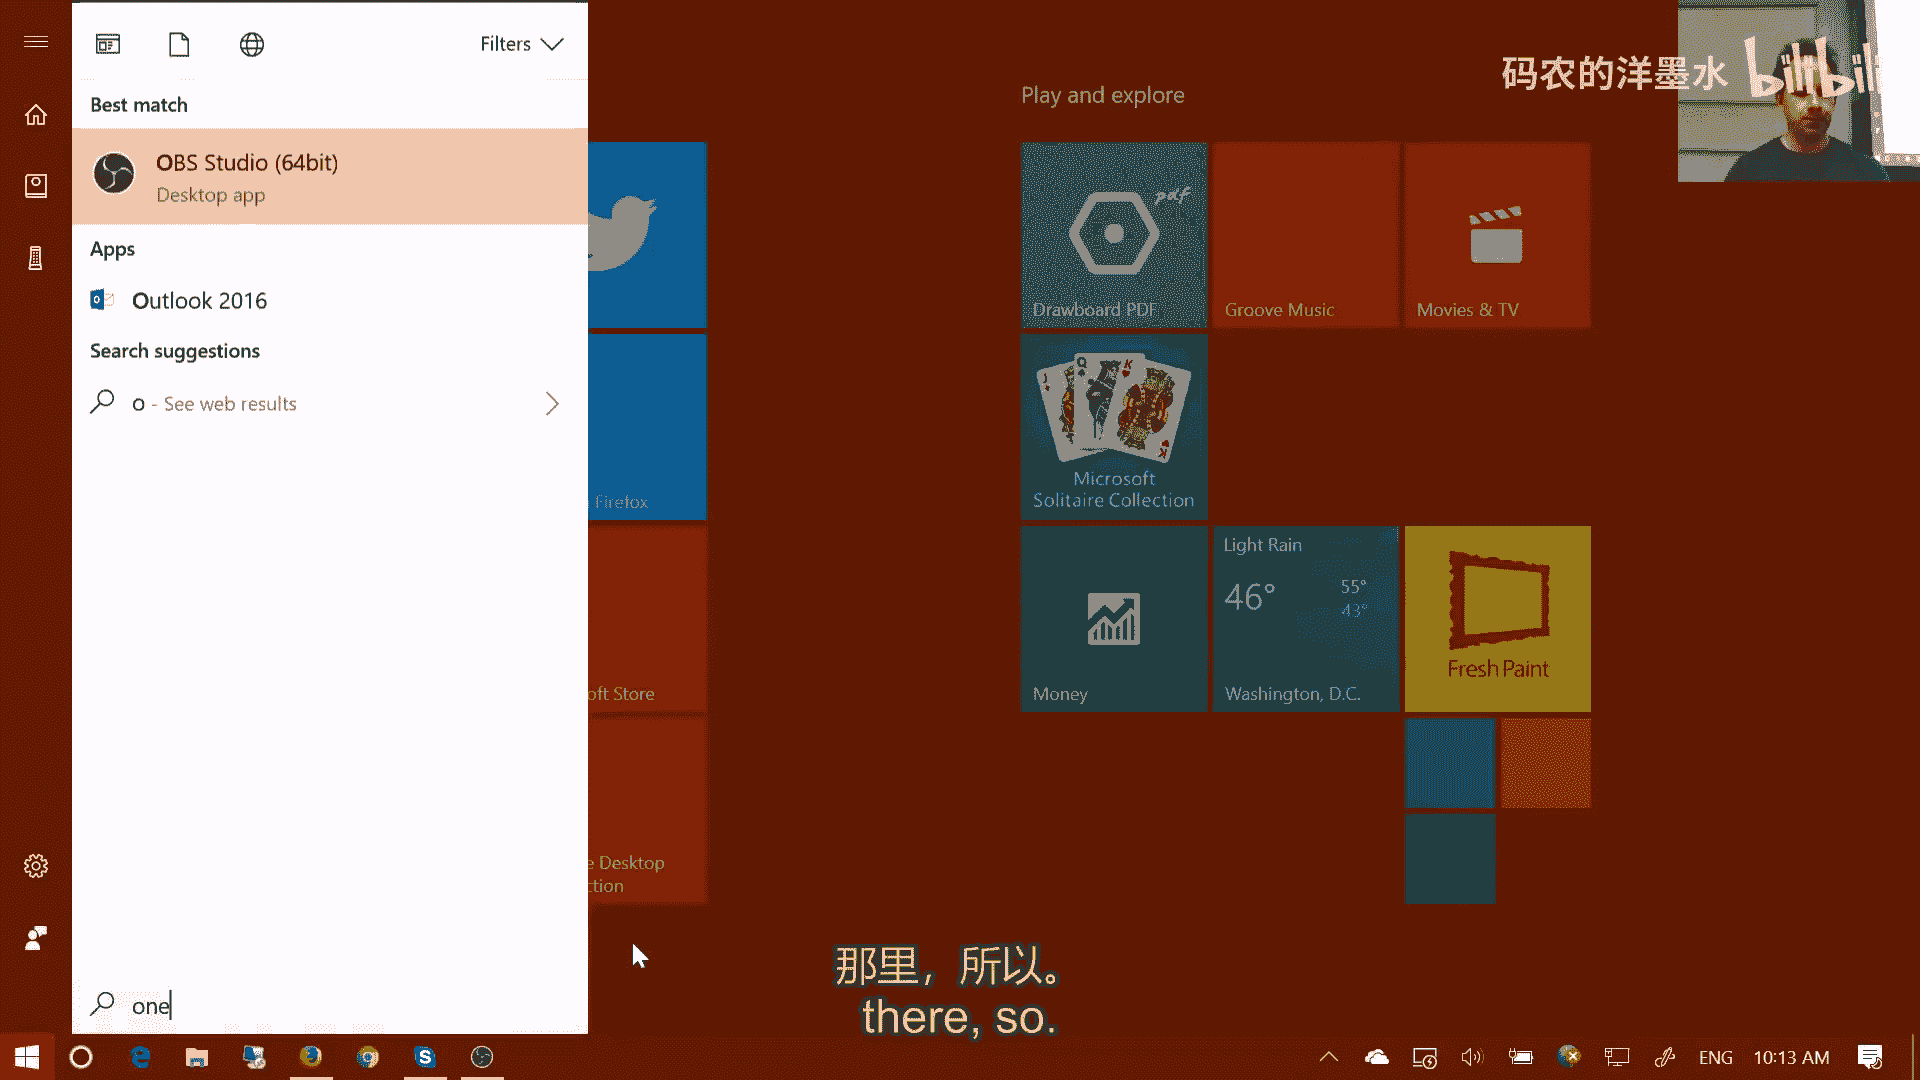 Filters
Best match
OBS Studio (64bit)
Desktop app
Apps
Outlook 2016
Search suggestions
o - See web results
one
Firefox
oft Store
e Desktop
ction
Play and explore
pdf
Drawboard PDF
Groove Music
Movies & TV
J
Q
K
K
Microsoft
Solitaire Collection
Money
Light Rain
46°
55°
43°
Washington, D.C.
Fresh Paint
码农的洋墨水
bilibili
那里，所以。
there, so.
ENG
10:13 AM